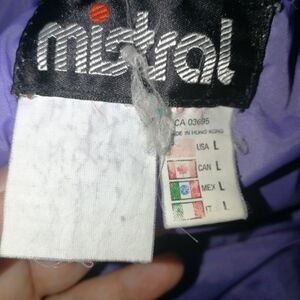 mistral
CA 03695
MADE IN HONG KONG
USA L
CAN L
MEX L
IT L